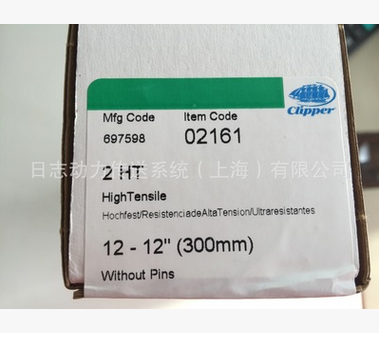 Clipper
Mfg Code Item Code
697598 02161
日志动力传送系统（上海）有限公司
2 HT
HighTensile
Hochfest/ResistenciadeAltaTension/Ultraresistantes
12 - 12" (300mm)
Without Pins